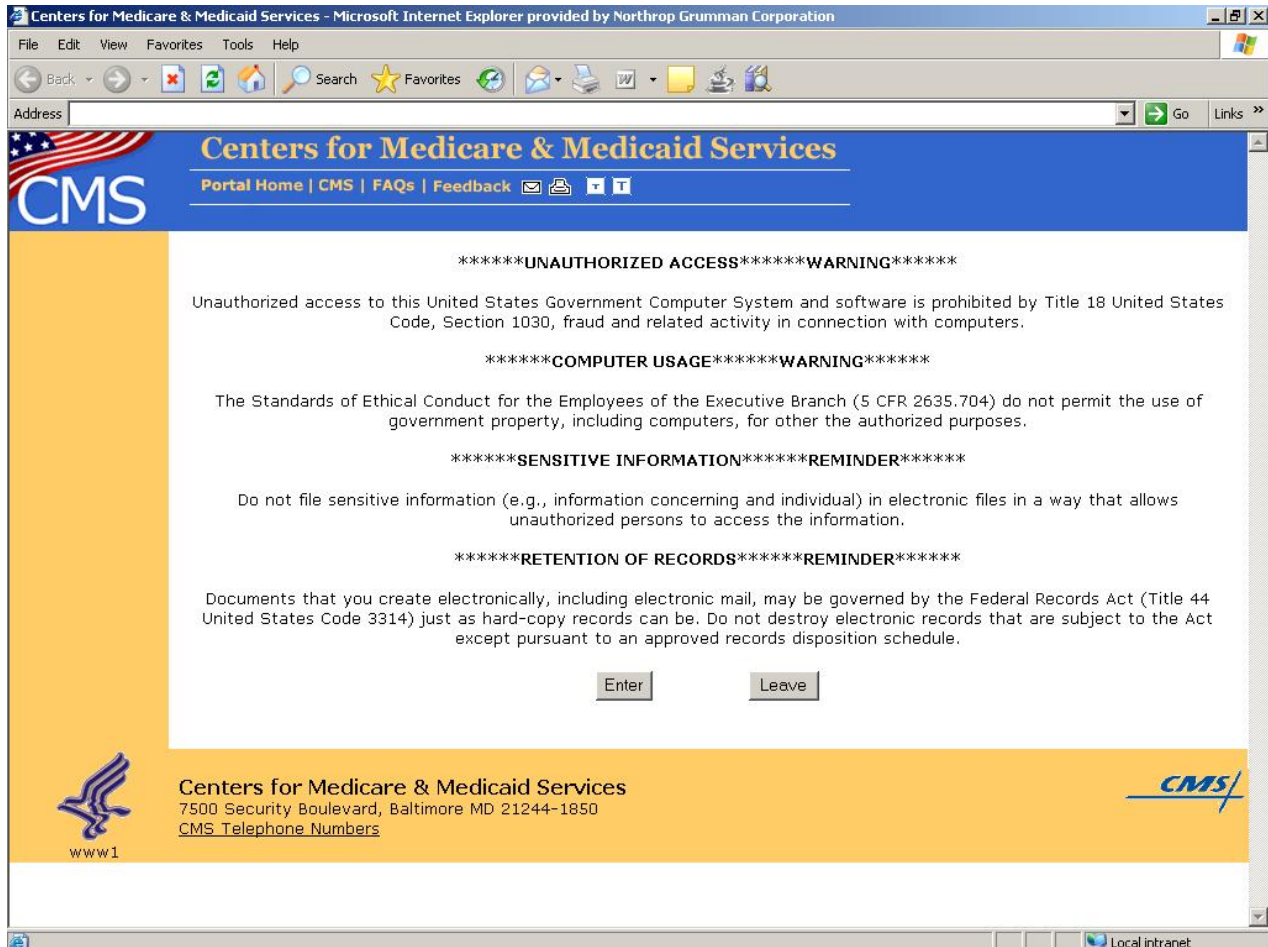 Centers for Medicare & Medicaid Services - Microsoft Internet Explorer provided by Northrop Grumman Corporation
File Edit View Favorites Tools Help
Back Search Favorites
Address Go Links »
CMS
Centers for Medicare & Medicaid Services
Portal Home | CMS | FAQs | Feedback T T
******UNAUTHORIZED ACCESS******WARNING******
Unauthorized access to this United States Government Computer System and software is prohibited by Title 18 United States
Code, Section 1030, fraud and related activity in connection with computers.
******COMPUTER USAGE******WARNING******
The Standards of Ethical Conduct for the Employees of the Executive Branch (5 CFR 2635.704) do not permit the use of
government property, including computers, for other the authorized purposes.
******SENSITIVE INFORMATION******REMINDER******
Do not file sensitive information (e.g., information concerning and individual) in electronic files in a way that allows
unauthorized persons to access the information.
******RETENTION OF RECORDS******REMINDER******
Documents that you create electronically, including electronic mail, may be governed by the Federal Records Act (Title 44
United States Code 3314) just as hard-copy records can be. Do not destroy electronic records that are subject to the Act
except pursuant to an approved records disposition schedule.
Enter Leave
Centers for Medicare & Medicaid Services
7500 Security Boulevard, Baltimore MD 21244-1850
CMS Telephone Numbers
www1
CMS
Local intranet